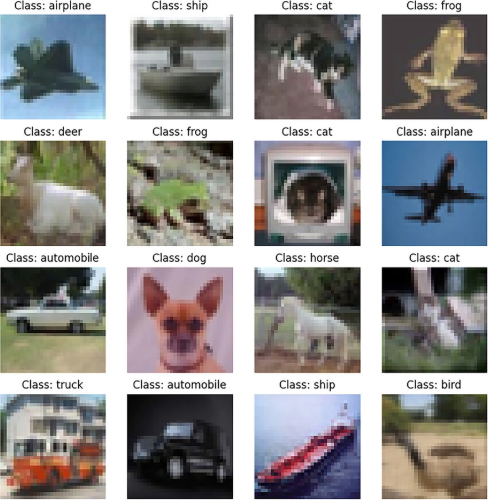 Class: airplane
Class: ship
Class: cat
Class: frog
Class: deer
Class: frog
Class: cat
Class: airplane
Class: automobile
Class: dog
Class: horse
Class: cat
Class: truck
Class: automobile
Class: ship
Class: bird